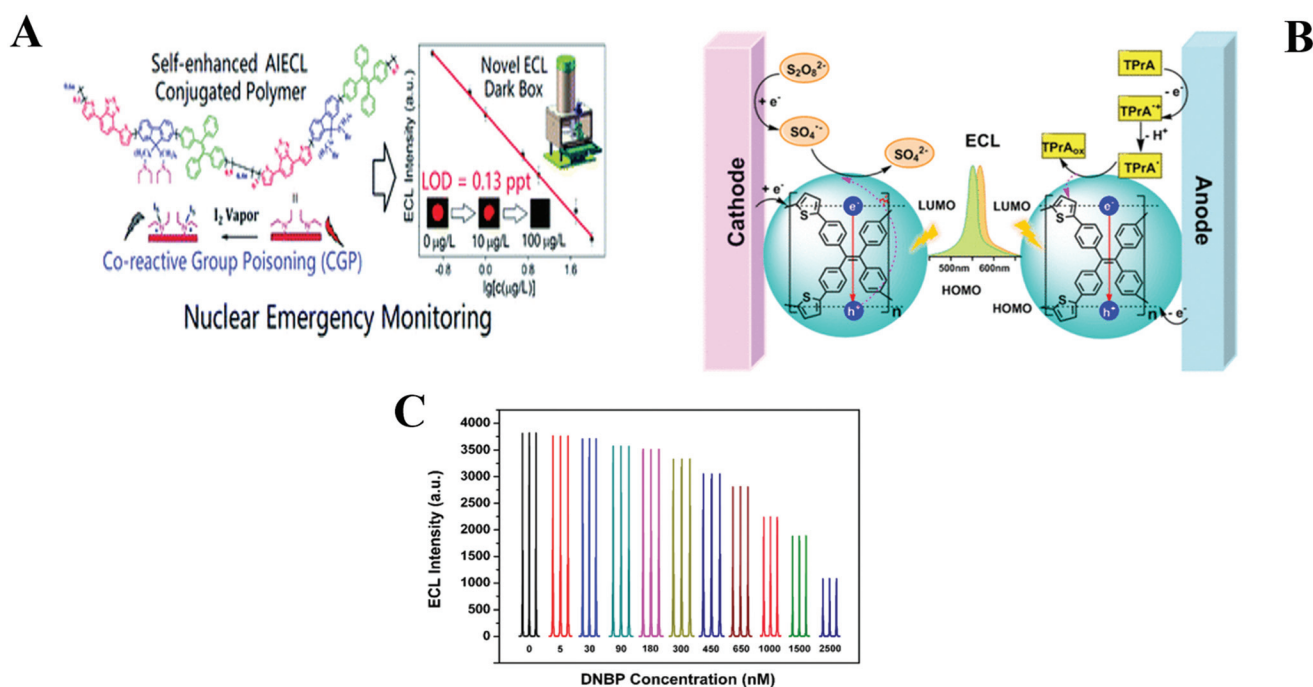 A
Self-enhanced AIECL
Conjugated Polymer
I₂ Vapor
Co-reactive Group Poisoning (CGP)
Nuclear Emergency Monitoring
ECL Intensity (a.u.)
Novel ECL
Dark Box
LOD = 0.13 ppt
0 µg/L
10 µg/L
100 µg/L
-0.8
0.0
0.8
1.6
lg[c(µg/L)]
B
Cathode
S₂O₈²⁻
+ e⁻
SO₄•⁻
SO₄²⁻
+ e⁻
LUMO
e⁻
S
S
h⁺
n
HOMO
ECL
500nm
600nm
LUMO
HOMO
TPrA
- e⁻
TPrA•⁺
- H⁺
TPrA•
TPrAox
e⁻
S
S
h⁺
n
- e⁻
Anode
C
ECL Intensity (a.u.)
4000
3500
3000
2500
2000
1500
1000
500
0
0 5 30 90 180 300 450 650 1000 1500 2500
DNBP Concentration (nM)